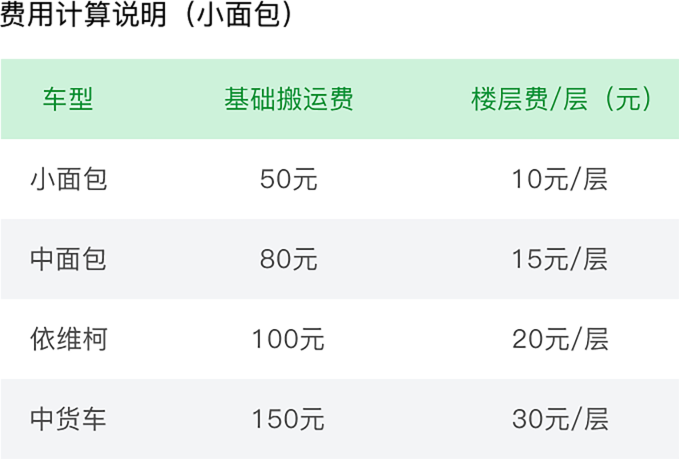 费用计算说明（小面包）
车型 基础搬运费 楼层费/层（元）
小面包 50元 10元/层
中面包 80元 15元/层
依维柯 100元 20元/层
中货车 150元 30元/层